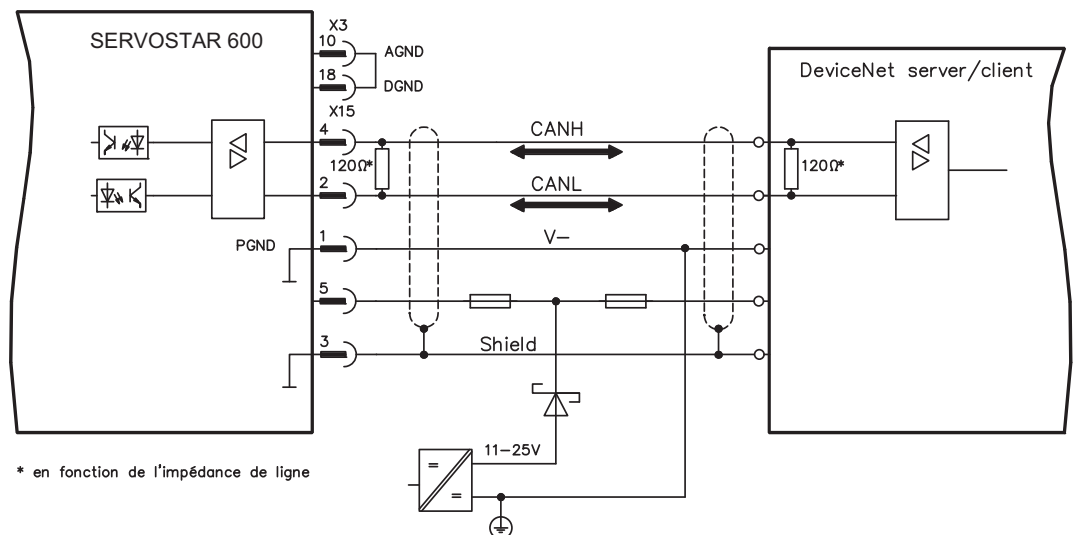 SERVOSTAR 600
X3
10
AGND
18
DGND
X15
4
CANH
120Ω*
2
CANL
PGND
1
V–
5
3
Shield
11–25V
DeviceNet server/client
120Ω*
* en fonction de l'impédance de ligne